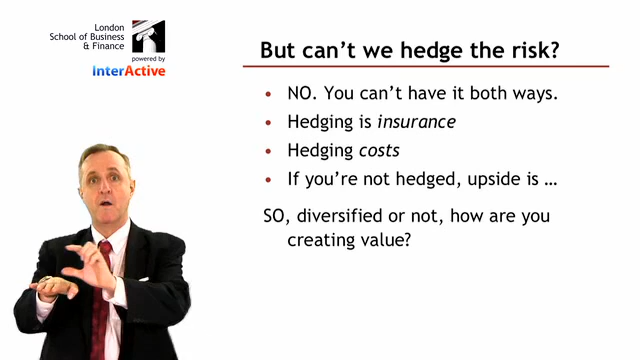 London
School of Business
& Finance
powered by
InterActive
But can't we hedge the risk?
• NO. You can't have it both ways.
• Hedging is insurance
• Hedging costs
• If you're not hedged, upside is …
SO, diversified or not, how are you
creating value?